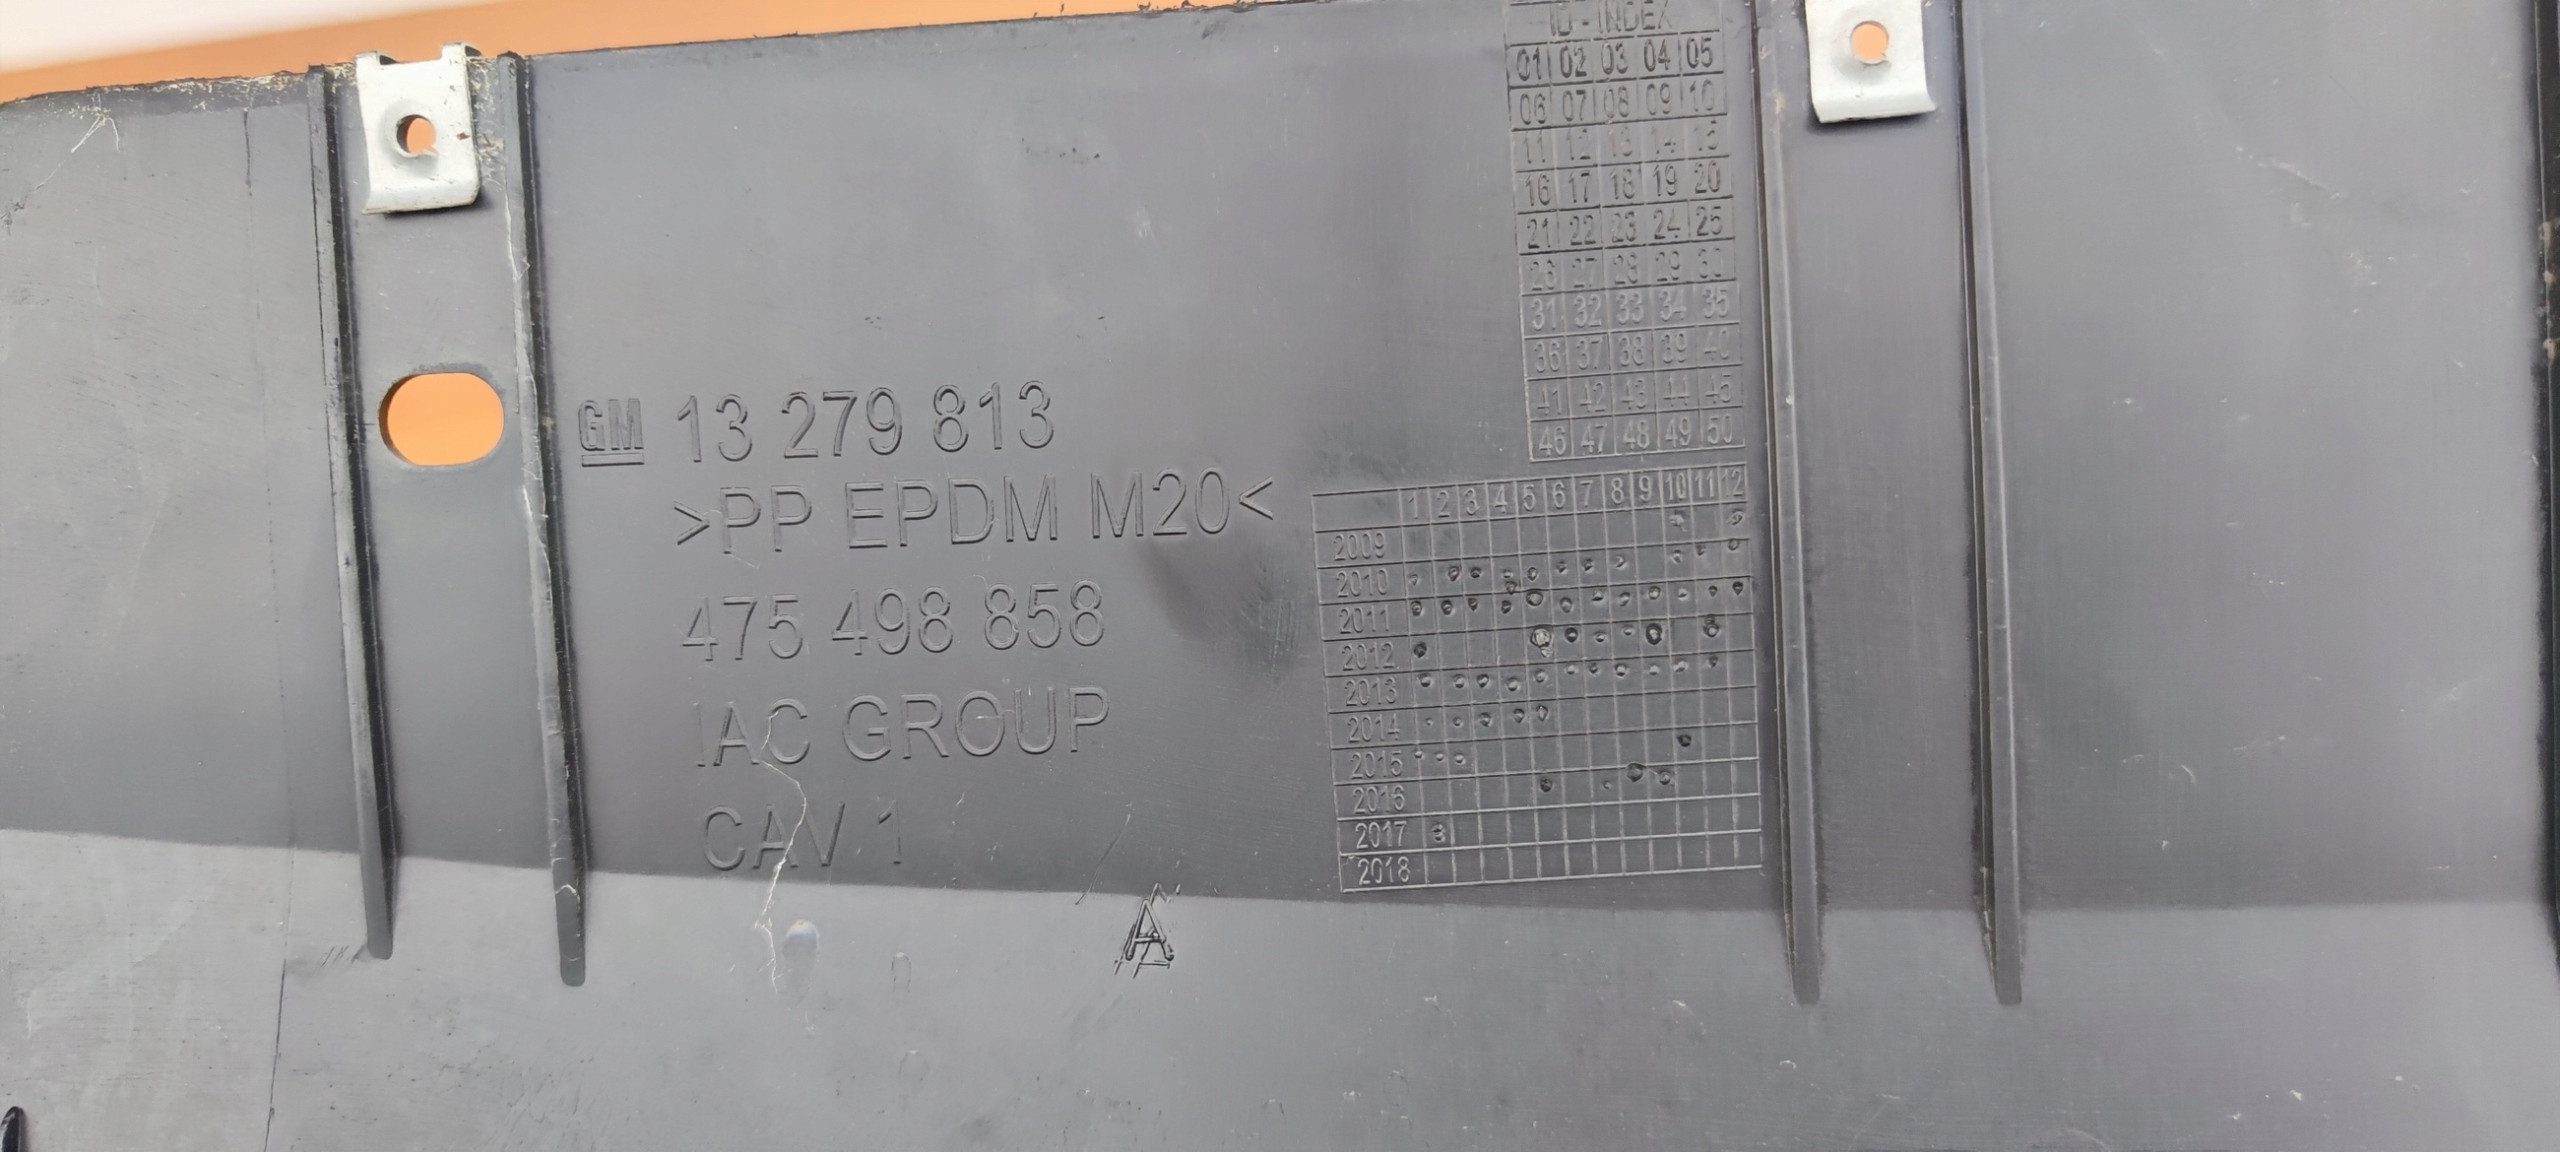 ID - INDEX
01 02 03 04 05
06 07 08 09 10
11 12 13 14 15
16 17 18 19 20
21 22 23 24 25
26 27 28 29 30
31 32 33 34 35
36 37 38 39 40
41 42 43 44 45
46 47 48 49 50
GM 13 279 813
>PP EPDM M20<
475 498 858
IAC GROUP
CAV 1
A
1 2 3 4 5 6 7 8 9 10 11 12
2009
2010
2011
2012
2013
2014
2015
2016
2017
2018